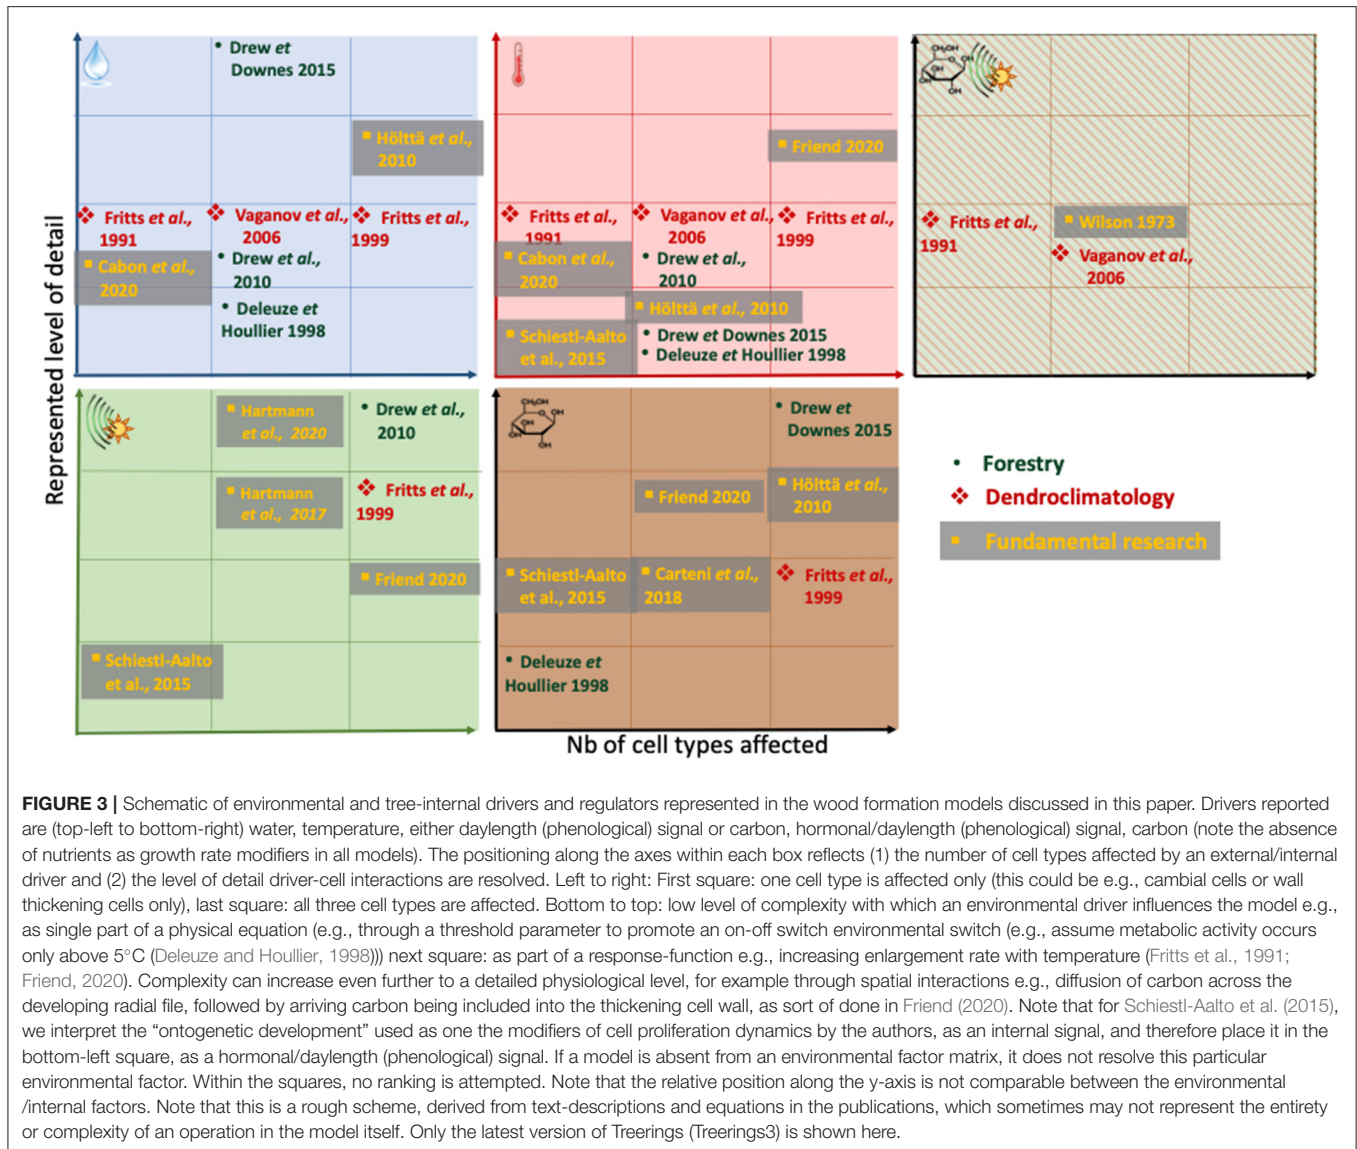 Represented level of detail
• Drew et
Downes 2015
Hölttä et al.,
2010
Fritts et al.,
1991
Vaganov et al.,
2006
Fritts et al.,
1999
Cabon et al.,
2020
• Drew et al.,
2010
• Deleuze et
Houllier 1998
Friend 2020
Fritts et al.,
1991
Vaganov et al.,
2006
Fritts et al.,
1999
Cabon et al.,
2020
• Drew et al.,
2010
Hölttä et al., 2010
Schiestl-Aalto
et al., 2015
• Drew et Downes 2015
• Deleuze et Houllier 1998
CH₂OH
O
OH
OH
OH
OH
Fritts et al.,
1991
Wilson 1973
Vaganov et al.,
2006
Hartmann
et al., 2020
• Drew et al.,
2010
Hartmann
et al., 2017
Fritts et al.,
1999
Friend 2020
Schiestl-Aalto
et al., 2015
CH₂OH
O
OH
OH
OH
OH
• Drew et
Downes 2015
Friend 2020
Hölttä et al.,
2010
Schiestl-Aalto
et al., 2015
Carteni et al.,
2018
Fritts et al.,
1999
• Deleuze et
Houllier 1998
Nb of cell types affected
• Forestry
Dendroclimatology
Fundamental research
FIGURE 3 | Schematic of environmental and tree-internal drivers and regulators represented in the wood formation models discussed in this paper. Drivers reported
are (top-left to bottom-right) water, temperature, either daylength (phenological) signal or carbon, hormonal/daylength (phenological) signal, carbon (note the absence
of nutrients as growth rate modifiers in all models). The positioning along the axes within each box reflects (1) the number of cell types affected by an external/internal
driver and (2) the level of detail driver-cell interactions are resolved. Left to right: First square: one cell type is affected only (this could be e.g., cambial cells or wall
thickening cells only), last square: all three cell types are affected. Bottom to top: low level of complexity with which an environmental driver influences the model e.g.,
as single part of a physical equation (e.g., through a threshold parameter to promote an on-off switch environmental switch (e.g., assume metabolic activity occurs
only above 5°C (Deleuze and Houllier, 1998))) next square: as part of a response-function e.g., increasing enlargement rate with temperature (Fritts et al., 1991;
Friend, 2020). Complexity can increase even further to a detailed physiological level, for example through spatial interactions e.g., diffusion of carbon across the
developing radial file, followed by arriving carbon being included into the thickening cell wall, as sort of done in Friend (2020). Note that for Schiestl-Aalto et al. (2015),
we interpret the “ontogenetic development” used as one the modifiers of cell proliferation dynamics by the authors, as an internal signal, and therefore place it in the
bottom-left square, as a hormonal/daylength (phenological) signal. If a model is absent from an environmental factor matrix, it does not resolve this particular
environmental factor. Within the squares, no ranking is attempted. Note that the relative position along the y-axis is not comparable between the environmental
/internal factors. Note that this is a rough scheme, derived from text-descriptions and equations in the publications, which sometimes may not represent the entirety
or complexity of an operation in the model itself. Only the latest version of Treerings (Treerings3) is shown here.